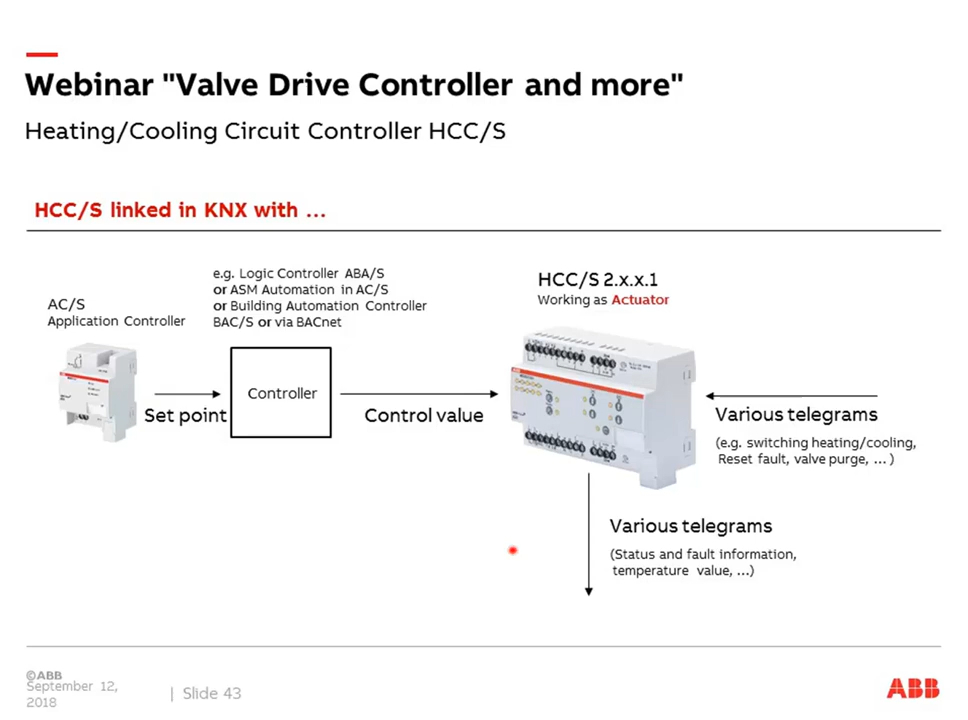 Webinar "Valve Drive Controller and more"
Heating/Cooling Circuit Controller HCC/S
HCC/S linked in KNX with ...
AC/S
Application Controller
e.g. Logic Controller ABA/S
or ASM Automation in AC/S
or Building Automation Controller
BAC/S or via BACnet
HCC/S 2.x.x.1
Working as Actuator
Controller
Set point
Control value
Various telegrams
(e.g. switching heating/cooling,
Reset fault, valve purge, ... )
Various telegrams
(Status and fault information,
temperature value, ...)
©ABB
September 12,
2018
| Slide 43
ABB